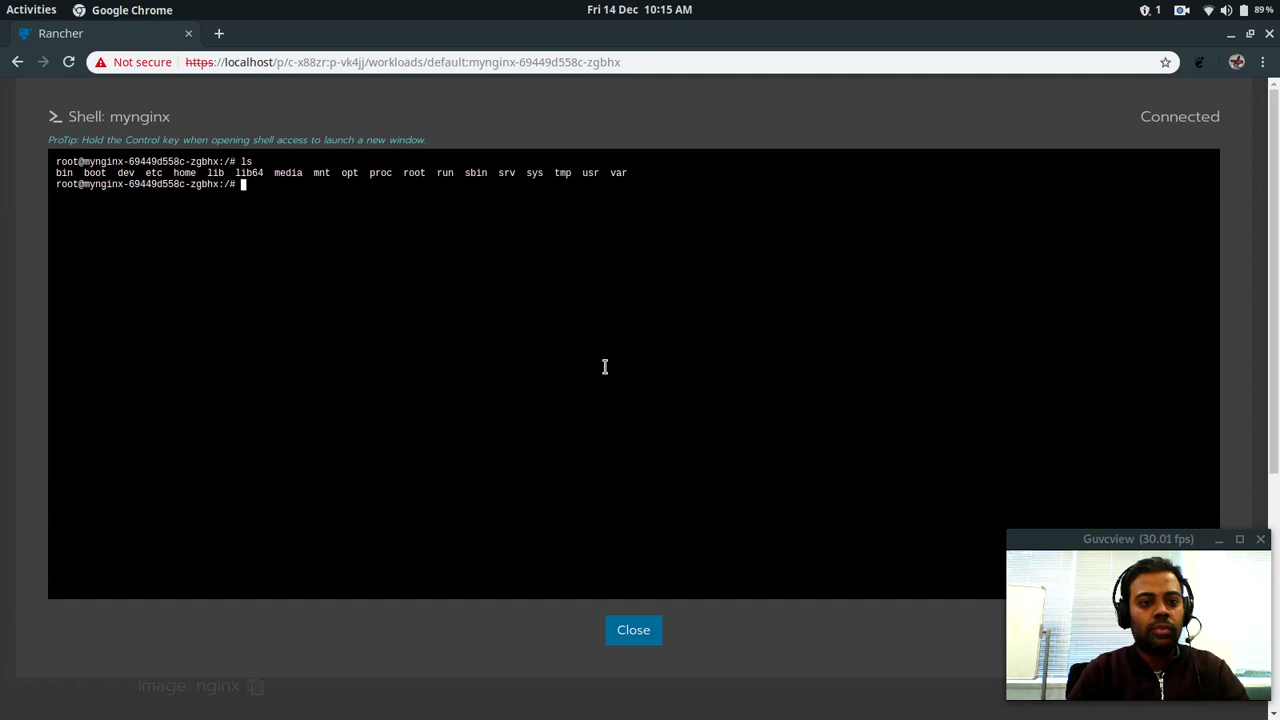 Activities Google Chrome Fri 14 Dec 10:15 AM 1 89%
Rancher
Not secure https://localhost/p/c-x88zr:p-vk4jj/workloads/default:mynginx-69449d558c-zgbhx
Shell: mynginx Connected
ProTip: Hold the Control key when opening shell access to launch a new window.
root@mynginx-69449d558c-zgbhx:/# ls
bin boot dev etc home lib lib64 media mnt opt proc root run sbin srv sys tmp usr var
root@mynginx-69449d558c-zgbhx:/#
Guvcview (30.01 fps)
Close
Image: nginx